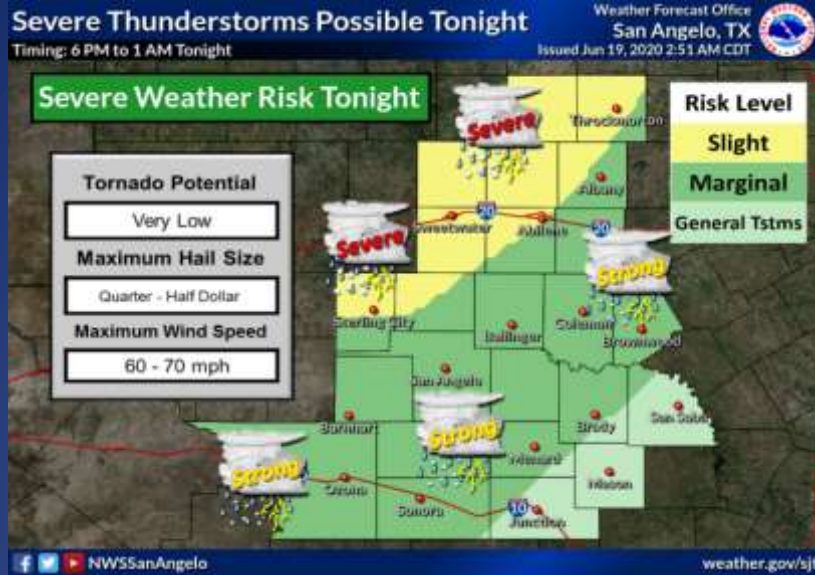 Severe Thunderstorms Possible Tonight
Timing: 6 PM to 1 AM Tonight
Weather Forecast Office
San Angelo, TX
Issued Jun 19, 2020 2:51 AM CDT
Severe Weather Risk Tonight
Risk Level
Slight
Marginal
General Tstms
Tornado Potential
Very Low
Maximum Hail Size
Quarter - Half Dollar
Maximum Wind Speed
60 - 70 mph
Severe
Throckmorton
Albany
Severe
Sweetwater
20
Abilene
20
Strong
Sterling City
Ballinger
Coleman
Brownwood
San Angelo
Barnhart
Strong
Brady
San Saba
Strong
Menard
Mason
Ozona
Sonora
10
Junction
NWSSanAngelo
weather.gov/sjt